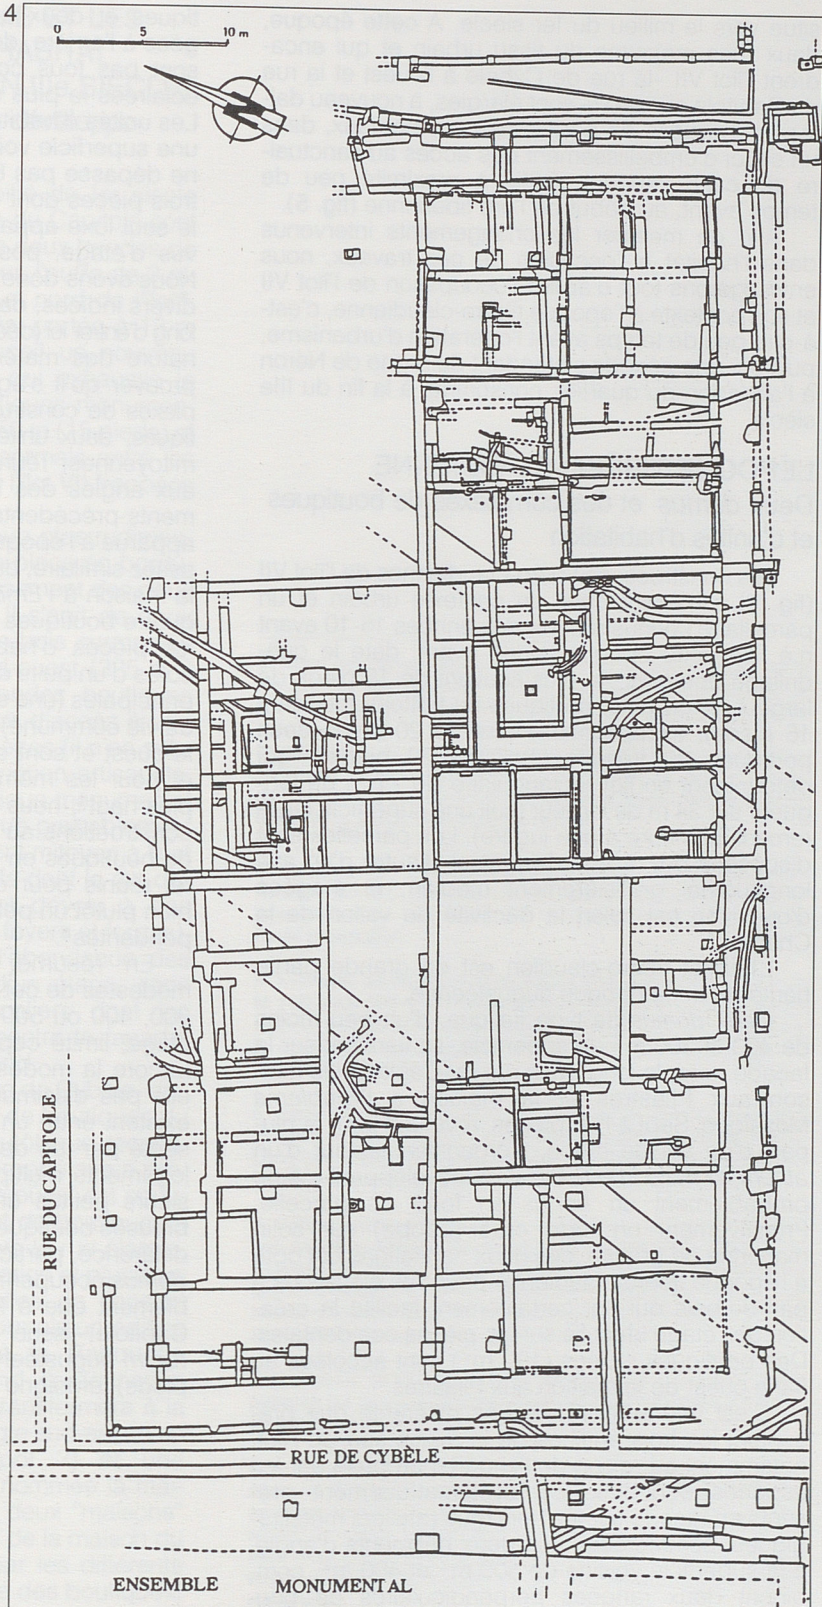 4
0 5 10 m
RUE DU CAPITOLE
RUE DE CYBÈLE
ENSEMBLE MONUMENTAL